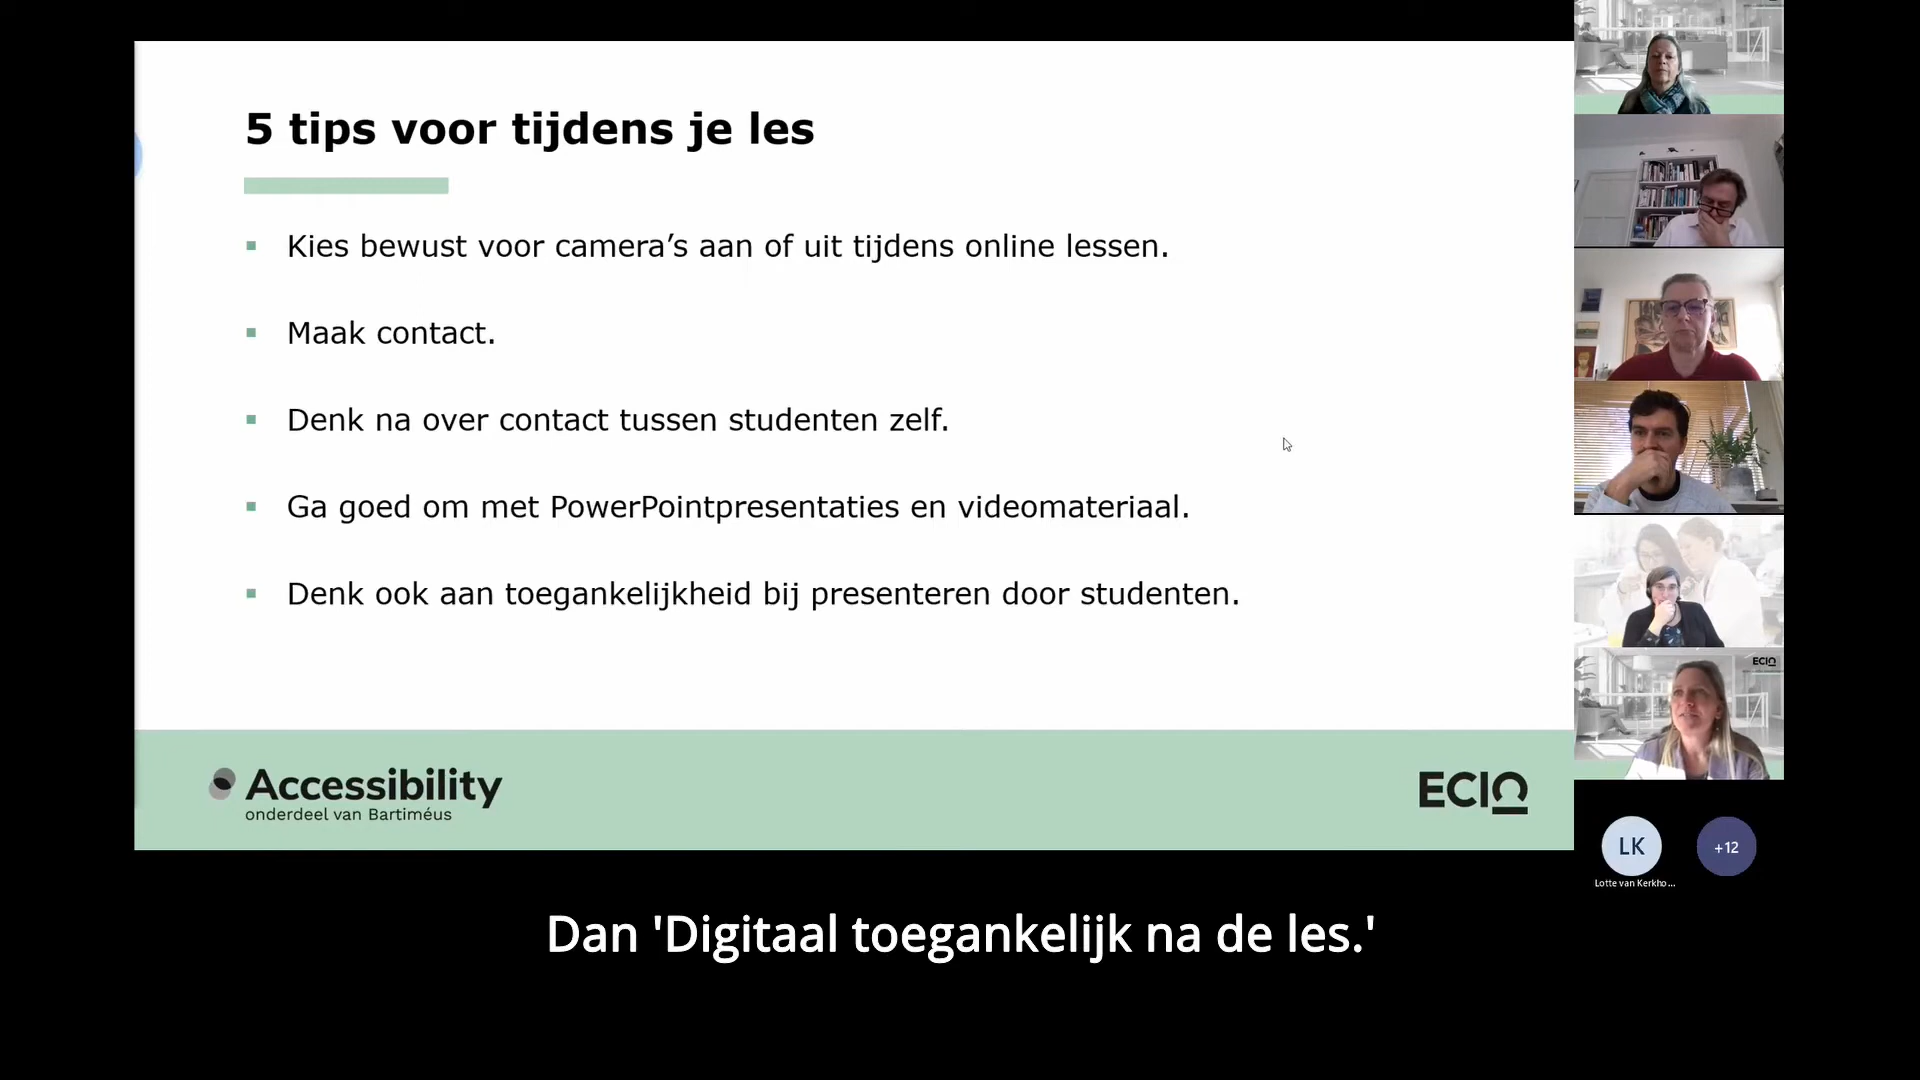 5 tips voor tijdens je les
Kies bewust voor camera’s aan of uit tijdens online lessen.
Maak contact.
Denk na over contact tussen studenten zelf.
Ga goed om met PowerPointpresentaties en videomateriaal.
Denk ook aan toegankelijkheid bij presenteren door studenten.
Accessibility
onderdeel van Bartiméus
ECIO
ECIO
LK
+12
Lotte van Kerkho...
Dan 'Digitaal toegankelijk na de les.'